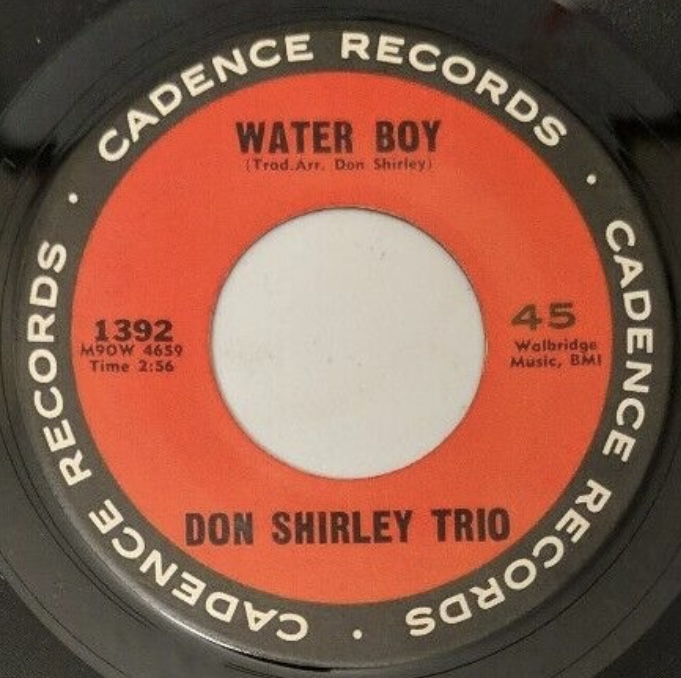 CADENCE RECORDS • CADENCE RECORDS • CADENCE RECORDS •
WATER BOY
(Trad. Arr. Don Shirley)
1392
M9OW 4659
Time 2:56
45
Walbridge
Music, BMI
DON SHIRLEY TRIO